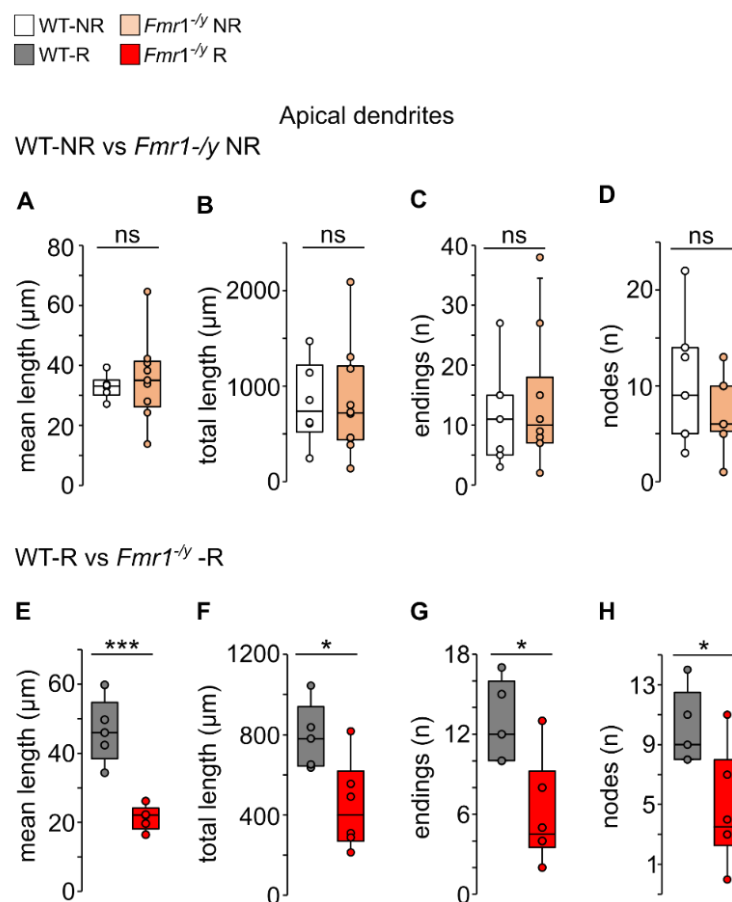 WT-NR Fmr1-/y NR
WT-R Fmr1-/y R
Apical dendrites
WT-NR vs Fmr1-/y NR
A B C D
ns ns ns ns
mean length (µm)
80
60
40
20
0
total length (µm)
2000
1000
0
endings (n)
40
30
20
10
0
nodes (n)
20
10
0
WT-R vs Fmr1-/y -R
E F G H
*** * * *
mean length (µm)
60
40
20
0
total length (µm)
1200
800
400
0
endings (n)
18
12
6
0
nodes (n)
13
9
5
1